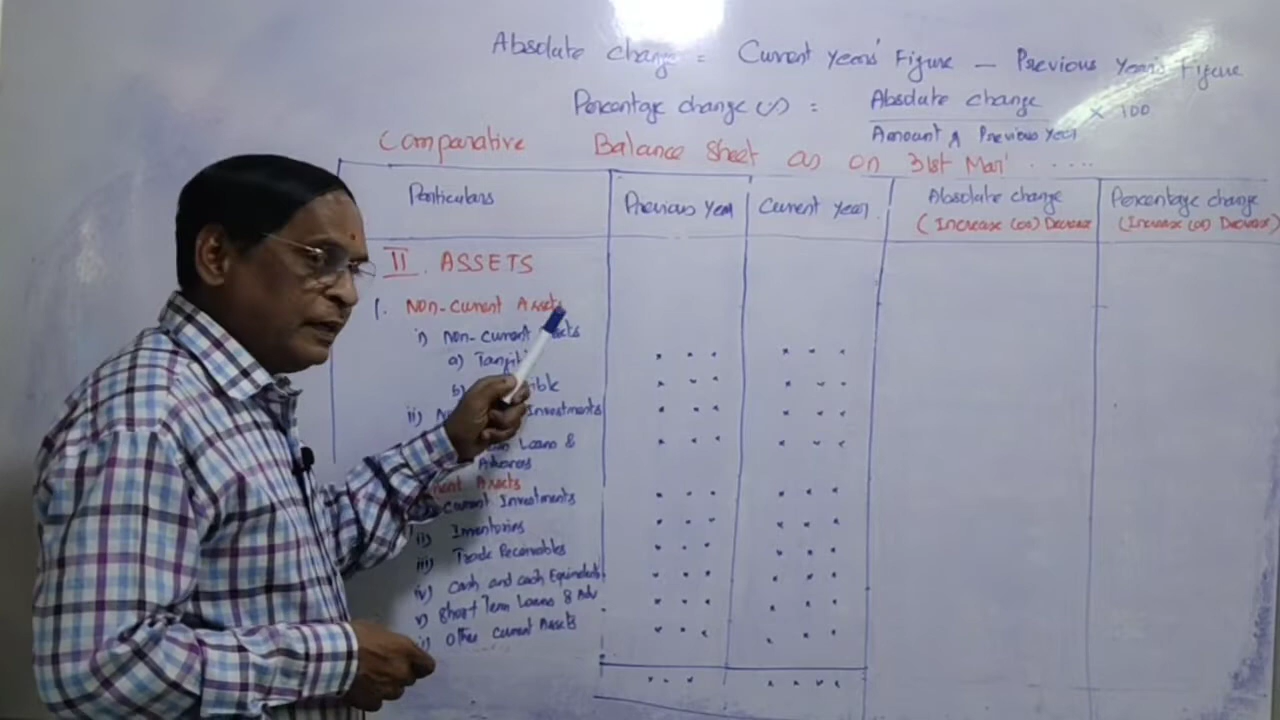 Absolute change = Current years' Figure — Previous Year's Figure
Percentage change = Absolute change / Amount Previous Year × 100
Comparative Balance Sheet as on 31st Mar' .....
Particulars Previous Year Current year Absolute change (Increase (or) Decrease Percentage change (Increase (or) Decrease)
II. ASSETS
1. Non-current Assets
i) Non-current
a)
b)
ii) Investments
Loans &
Advances
Assets
Current Investments
ii) Inventories
iii) Trade Receivables
iv) Cash and cash Equivalents
v) Short Term Loans & Adv
Other current Assets